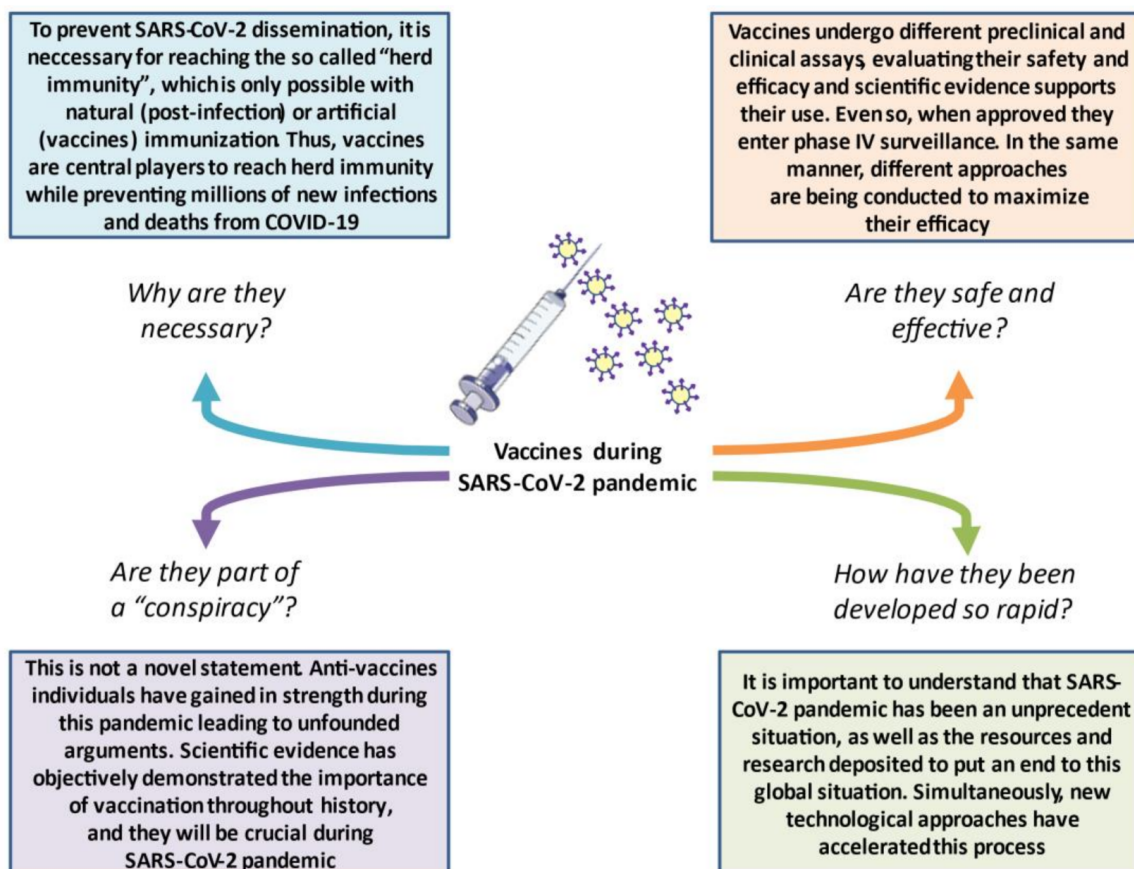 To prevent SARS-CoV-2 dissemination, it is
neccessary for reaching the so called “herd
immunity”, which is only possible with
natural (post-infection) or artificial
(vaccines) immunization. Thus, vaccines
are central players to reach herd immunity
while preventing millions of new infections
and deaths from COVID-19
Vaccines undergo different preclinical and
clinical assays, evaluating their safety and
efficacy and scientific evidence supports
their use. Even so, when approved they
enter phase IV surveillance. In the same
manner, different approaches
are being conducted to maximize
their efficacy
Why are they
necessary?
Are they safe and
effective?
Vaccines during
SARS-CoV-2 pandemic
Are they part of
a “conspiracy”?
How have they been
developed so rapid?
This is not a novel statement. Anti-vaccines
individuals have gained in strength during
this pandemic leading to unfounded
arguments. Scientific evidence has
objectively demonstrated the importance
of vaccination throughout history,
and they will be crucial during
SARS-CoV-2 pandemic
It is important to understand that SARS-
CoV-2 pandemic has been an unprecedent
situation, as well as the resources and
research deposited to put an end to this
global situation. Simultaneously, new
technological approaches have
accelerated this process